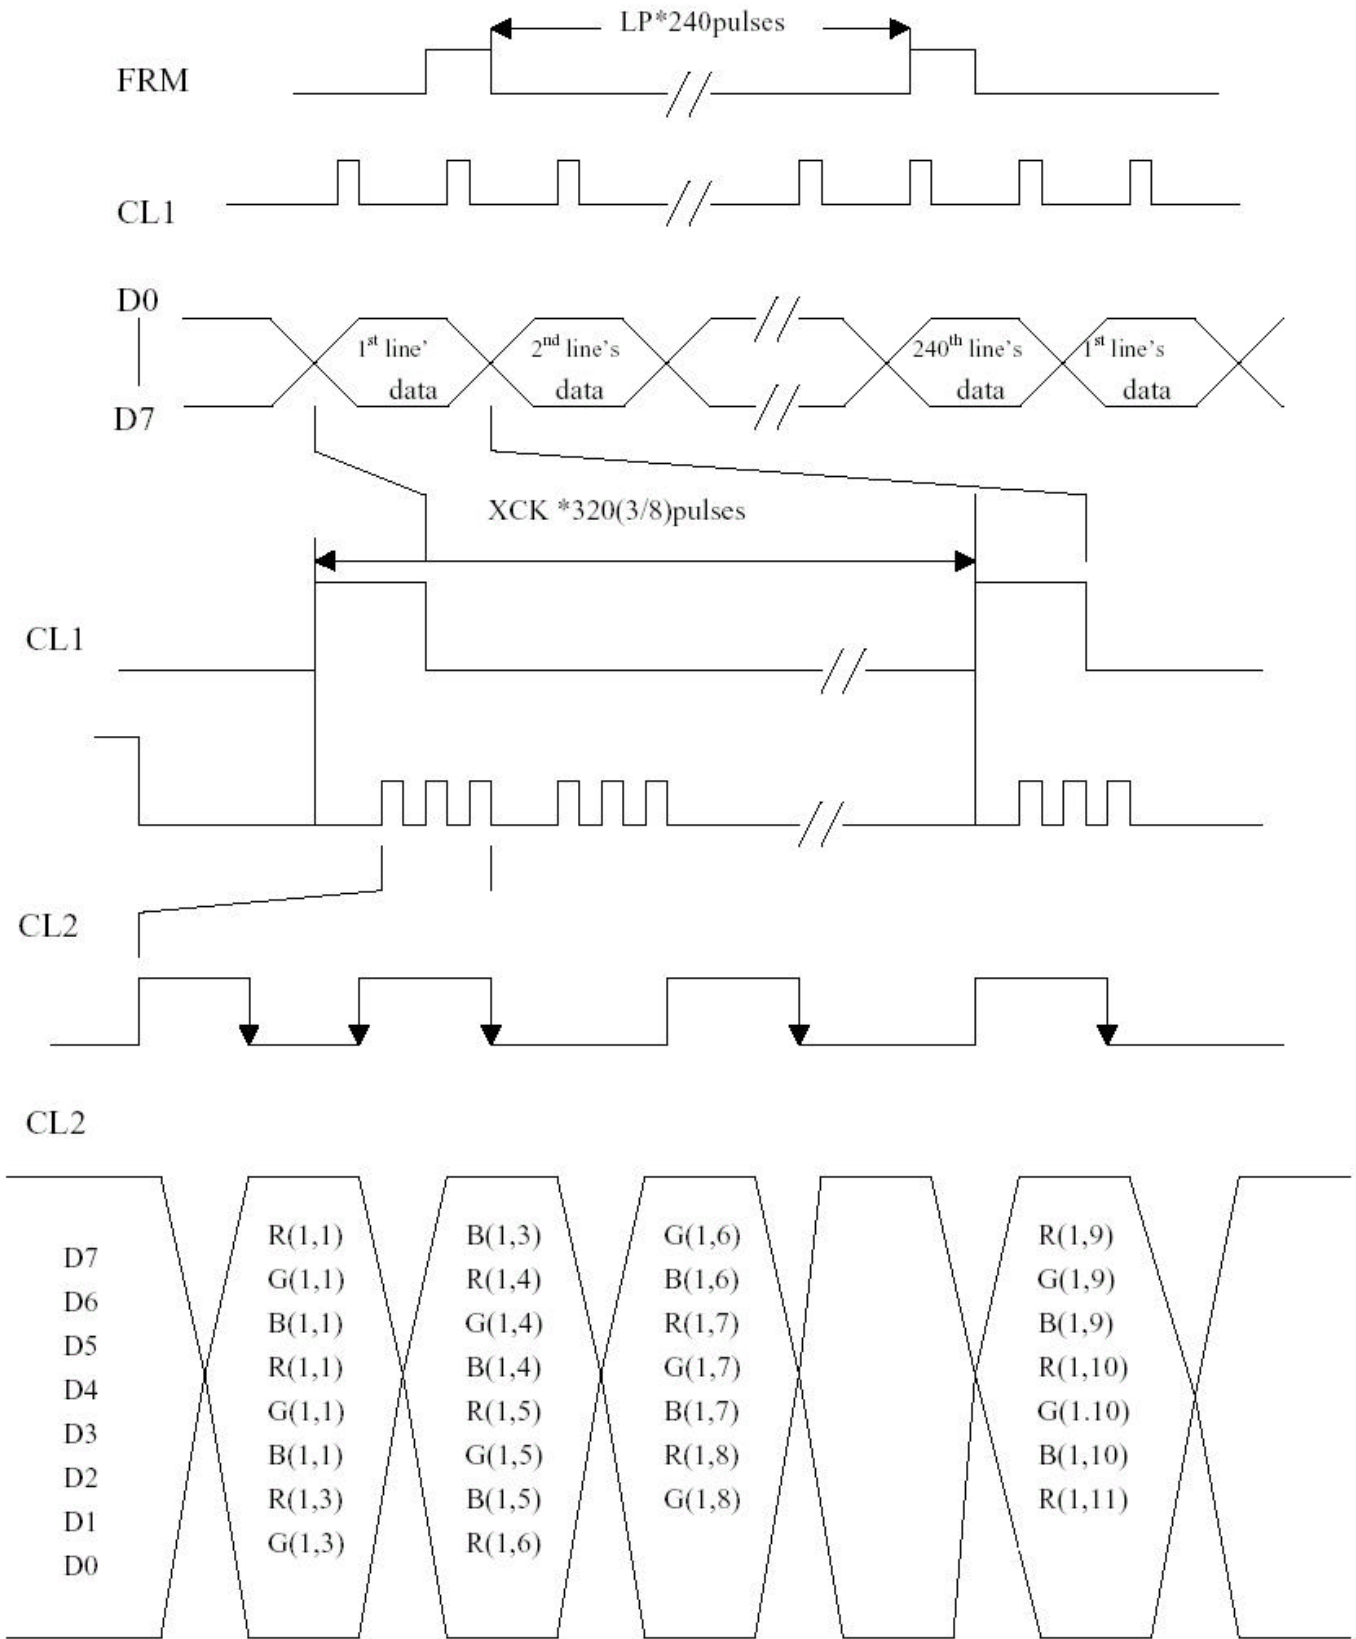 LP*240pulses
FRM
CL1
D0
1st line' 2nd line's 240th line's 1st line's
data data data data
D7
XCK *320(3/8)pulses
CL1
CL2
CL2
R(1,1) B(1,3) G(1,6) R(1,9)
D7
G(1,1) R(1,4) B(1,6) G(1,9)
D6
B(1,1) G(1,4) R(1,7) B(1,9)
D5
R(1,1) B(1,4) G(1,7) R(1,10)
D4
G(1,1) R(1,5) B(1,7) G(1.10)
D3
B(1,1) G(1,5) R(1,8) B(1,10)
D2
R(1,3) B(1,5) G(1,8) R(1,11)
D1
G(1,3) R(1,6)
D0